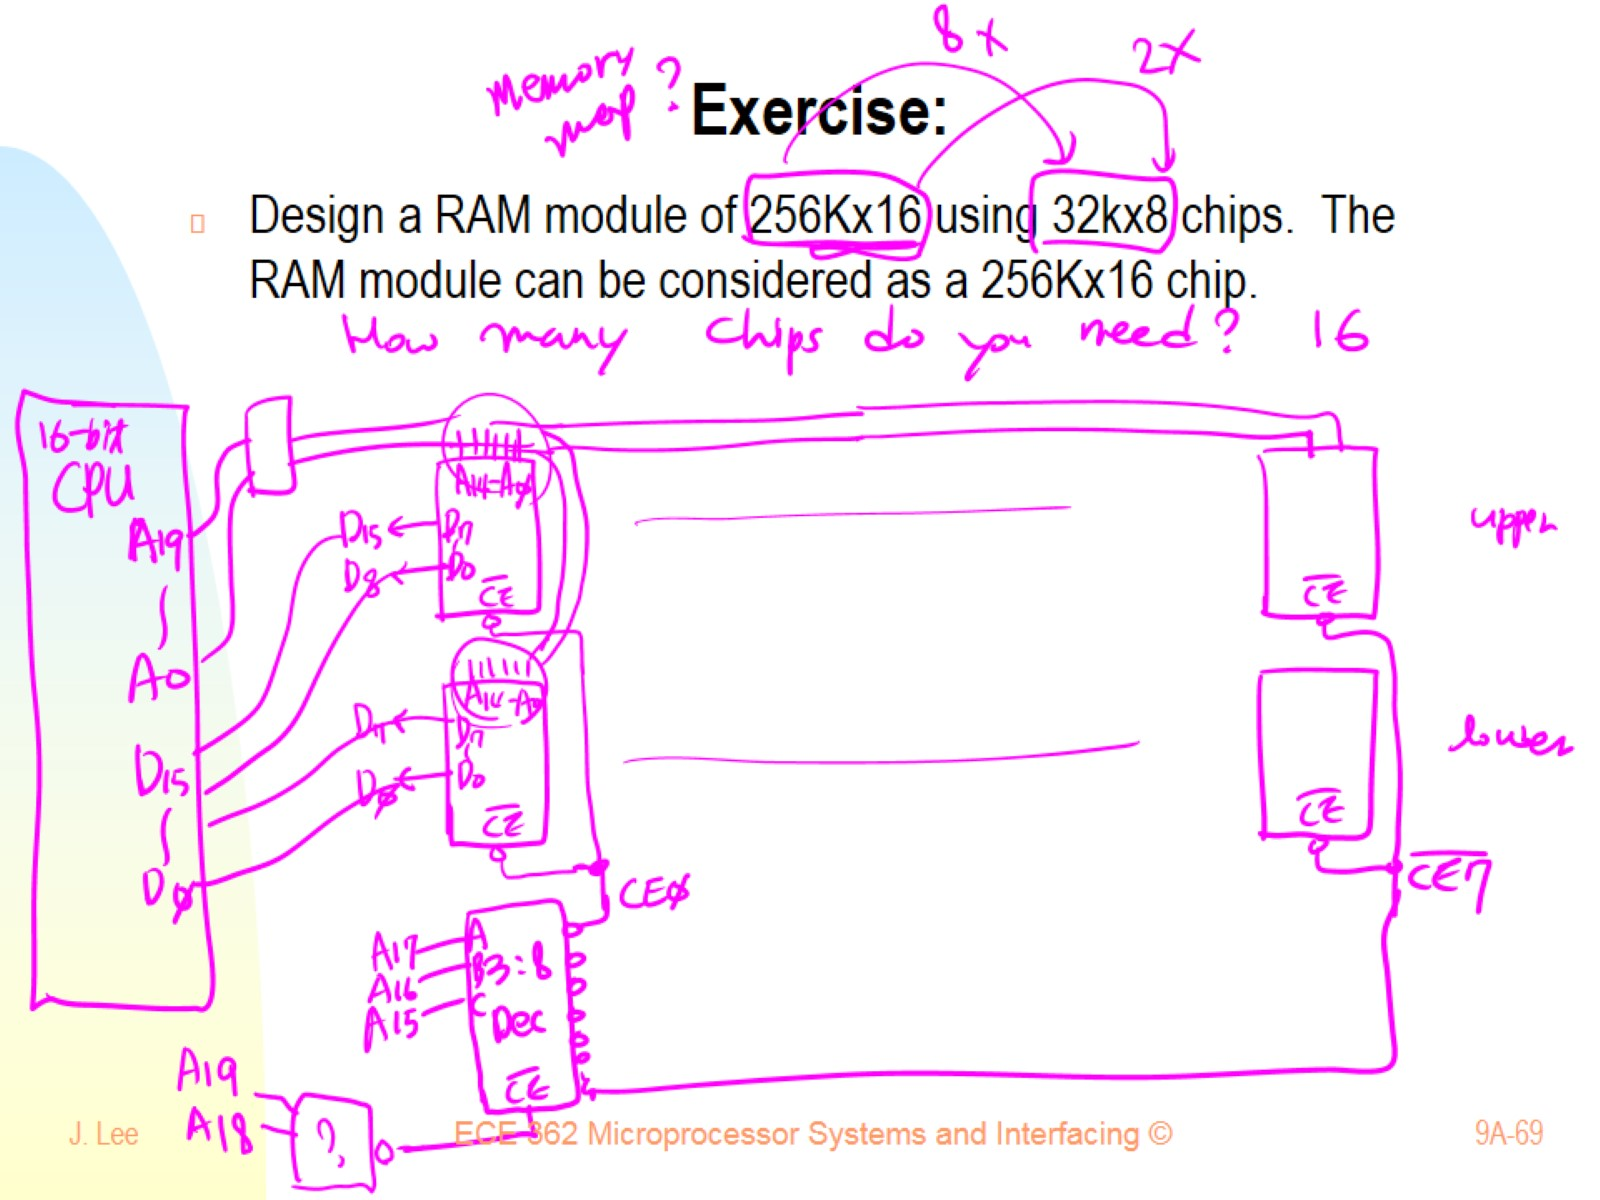 8x
2x
Memory map?
Exercise:
Design a RAM module of 256Kx16 using 32kx8 chips. The
RAM module can be considered as a 256Kx16 chip.
How many chips do you need? 16
16-bit
CPU
A19
A0
D15
D0
A14-A0
D15
D7
D8
D0
CE
A14-A0
D7
D7
D0
D0
CE
CE
upper
CE
lower
CE0
CE7
A17
A
A16
B
3:8
A15
C
Dec
CE
A19
A18
?
J. Lee
ECE 362 Microprocessor Systems and Interfacing ©
9A-69